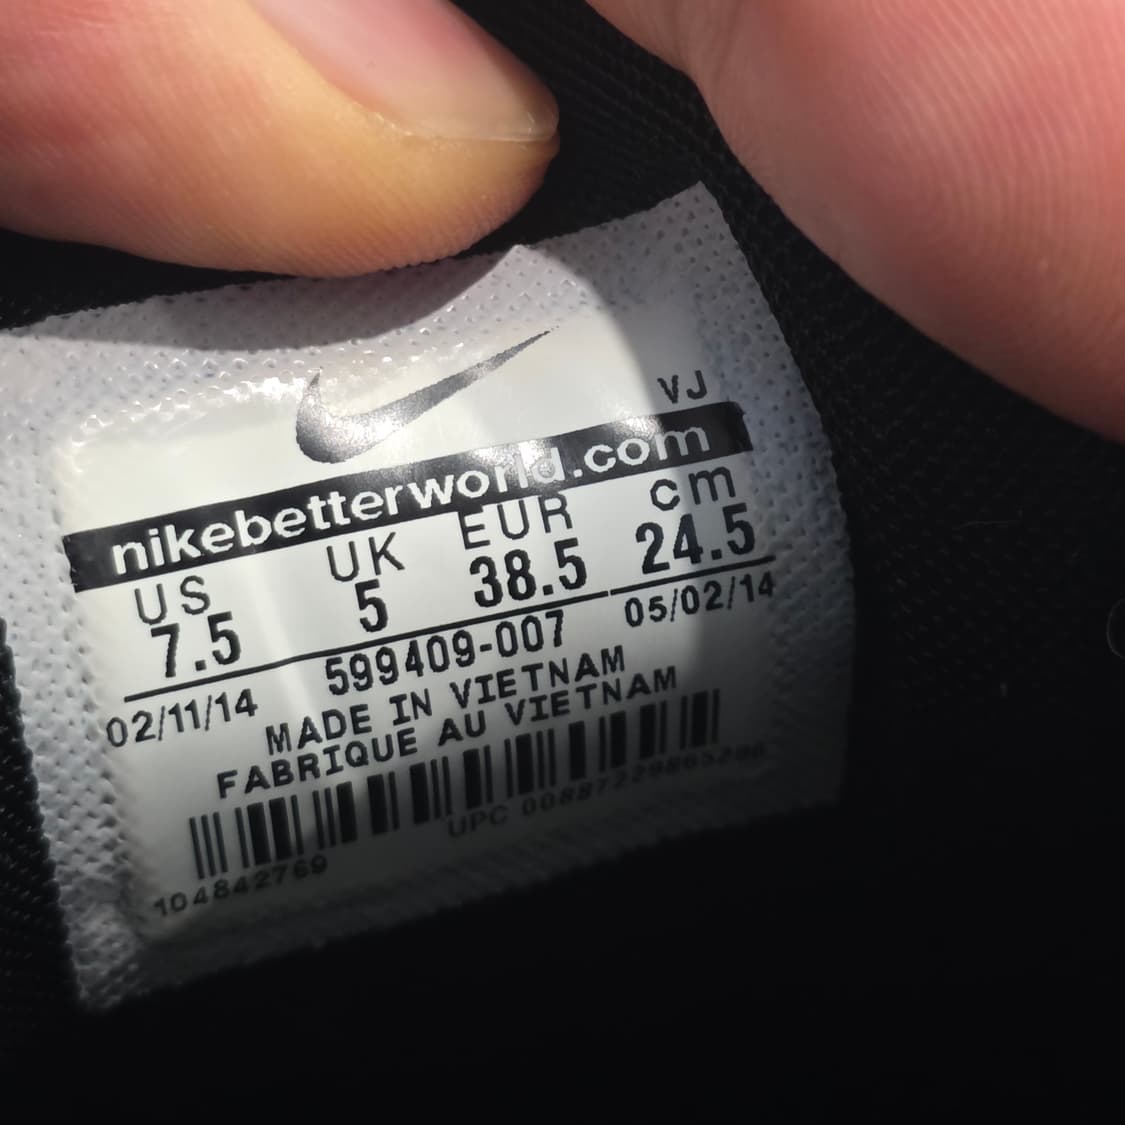 VJ
nikebetterworld.com
US UK EUR cm
7.5 5 38.5 24.5
02/11/14 599409-007 05/02/14
MADE IN VIETNAM
FABRIQUE AU VIETNAM
UPC
104842769